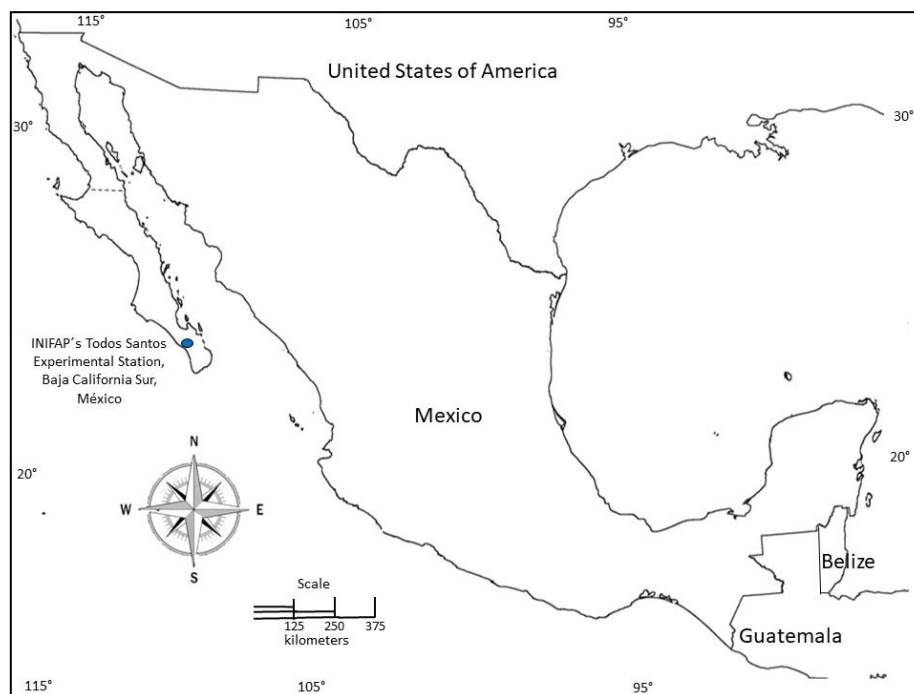 115°
105°
95°
United States of America
30°
30°
INIFAP´s Todos Santos
Experimental Station,
Baja California Sur,
México
Mexico
N
20°
20°
W
E
S
Belize
Scale
125 250 375
kilometers
Guatemala
115°
105°
95°